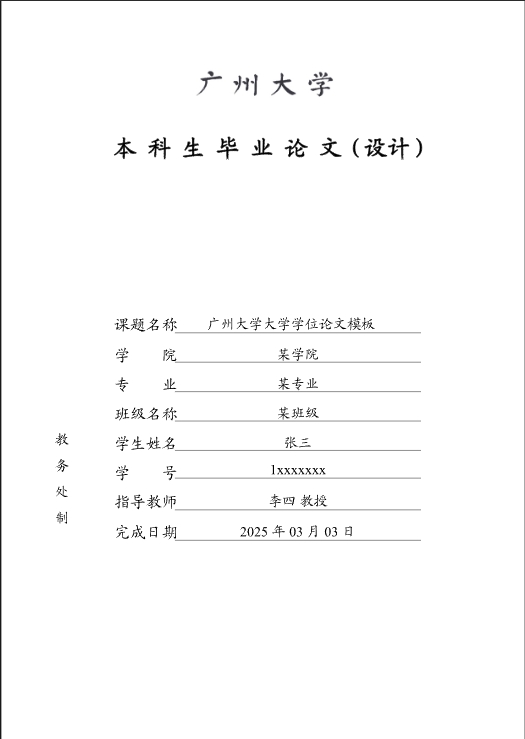 广州大学
本科生毕业论文(设计)
课题名称 广州大学大学学位论文模板
学 院 某学院
专 业 某专业
班级名称 某班级
学生姓名 张三
学 号 1xxxxxxx
指导教师 李四 教授
完成日期 2025 年 03 月 03 日
教务处制